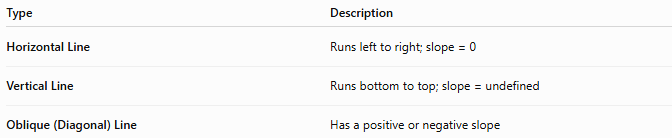 Type Description
Horizontal Line Runs left to right; slope = 0
Vertical Line Runs bottom to top; slope = undefined
Oblique (Diagonal) Line Has a positive or negative slope